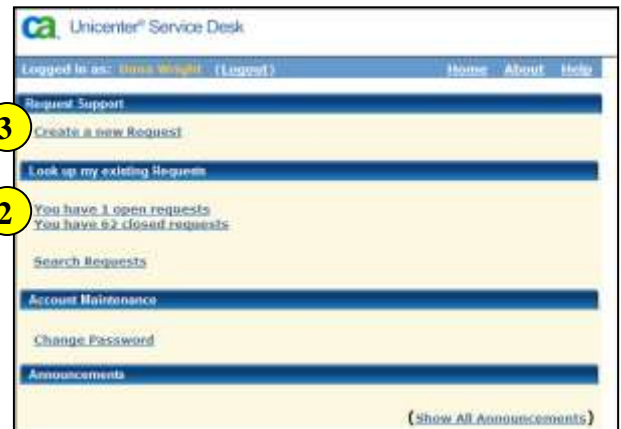 ca Unicenter® Service Desk
Logged in as: Wright (Logout) Home About Help
Request Support
3
Create a new Request
Look up my existing Requests
2
You have 1 open requests
You have 62 closed requests
Search Requests
Account Maintenance
Change Password
Announcements
(Show All Announcements)